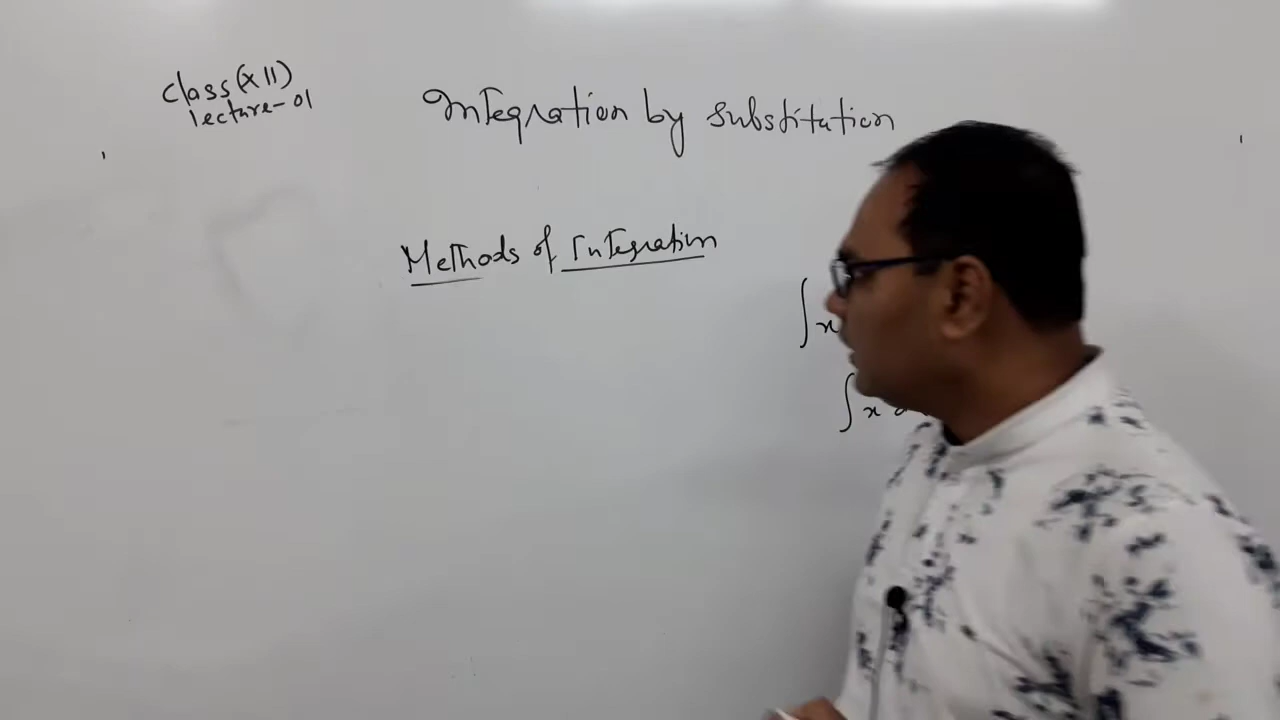 class(XII)
lecture-01
Integration by substitution
Methods of Integration
∫x
∫x